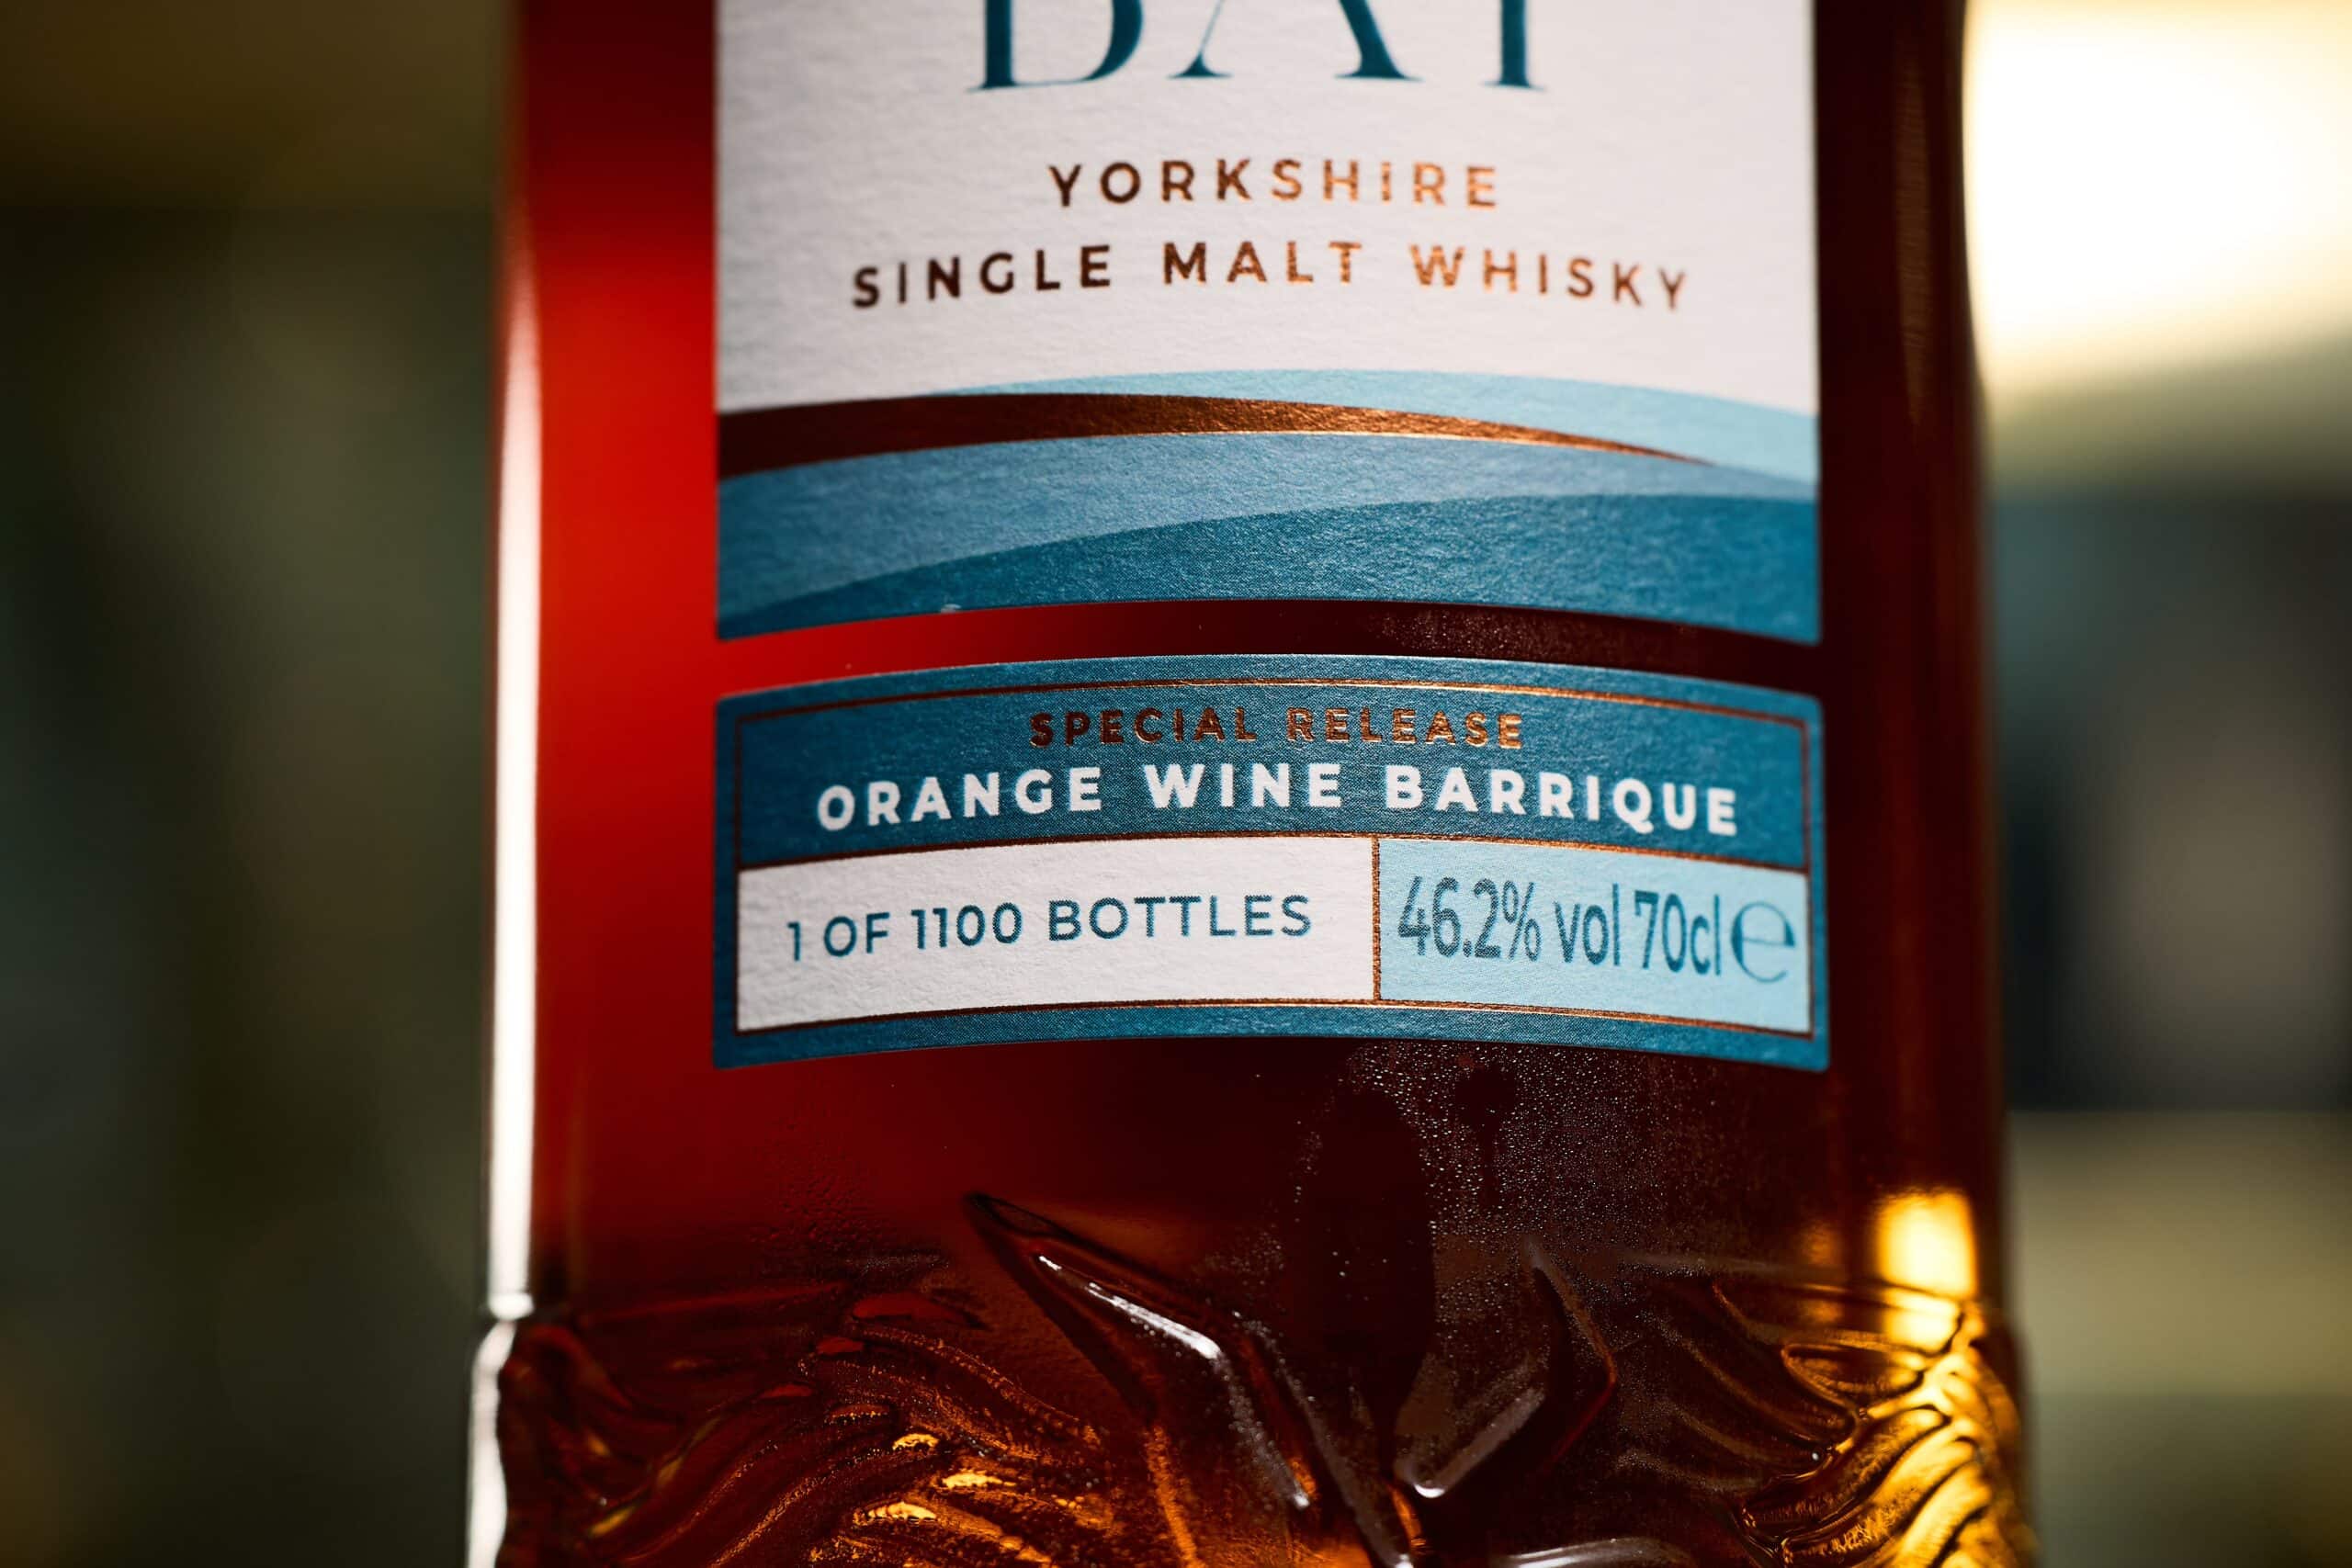 YORKSHIRE
SINGLE MALT WHISKY
SPECIAL RELEASE
ORANGE WINE BARRIQUE
1 OF 1100 BOTTLES
46.2% vol 70cl ℮